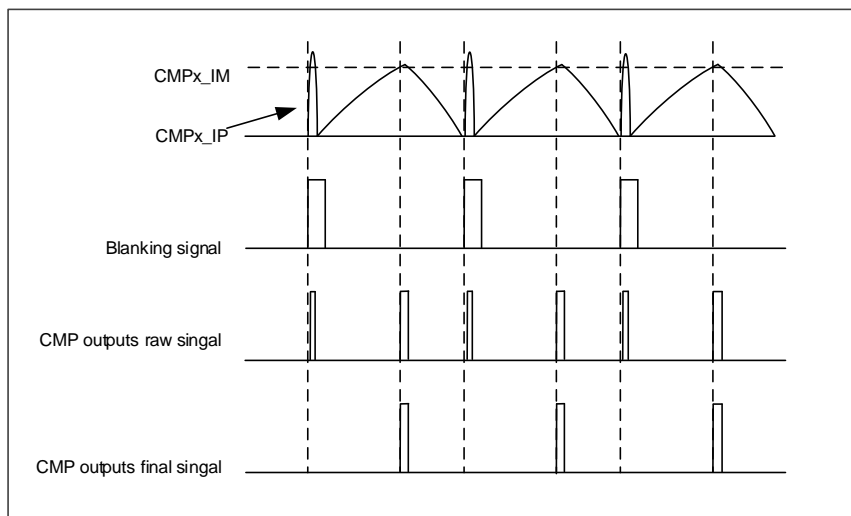 CMPx_IM
CMPx_IP
Blanking signal
CMP outputs raw singal
CMP outputs final singal